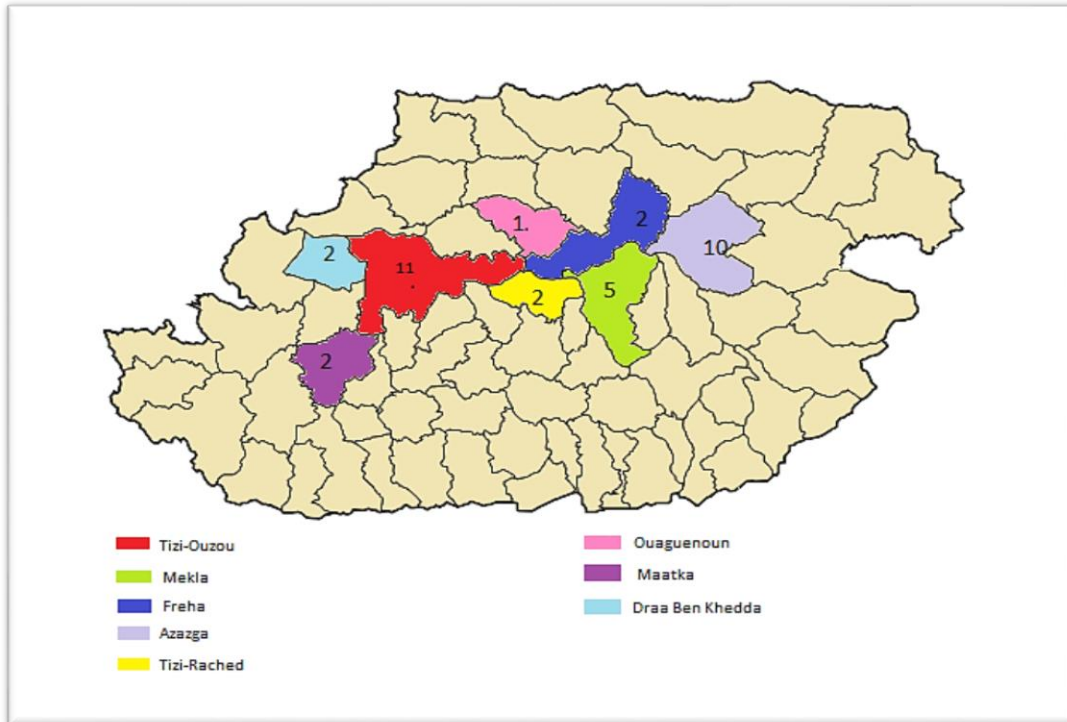 1.
2
2
10
11
2
5
2
2
Tizi-Ouzou
Mekla
Freha
Azazga
Tizi-Rached
Ouaguenoun
Maatka
Draa Ben Khedda